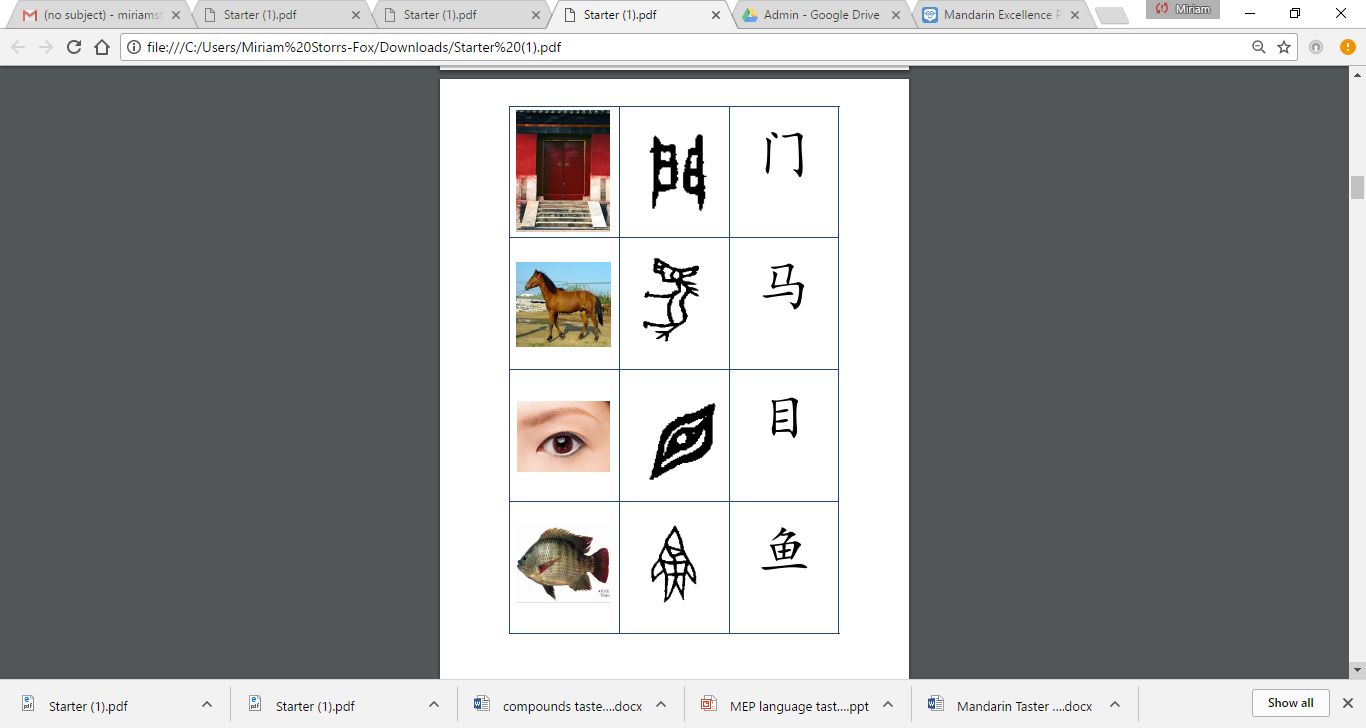 (no subject) - miriamst
Starter (1).pdf
Starter (1).pdf
Starter (1).pdf
Admin - Google Drive
Mandarin Excellence P
Miriam
file:///C:/Users/Miriam%20Storrs-Fox/Downloads/Starter%20(1).pdf
门
马
目
鱼
Starter (1).pdf
Starter (1).pdf
compounds taste....docx
MEP language tast....ppt
Mandarin Taster ....docx
Show all